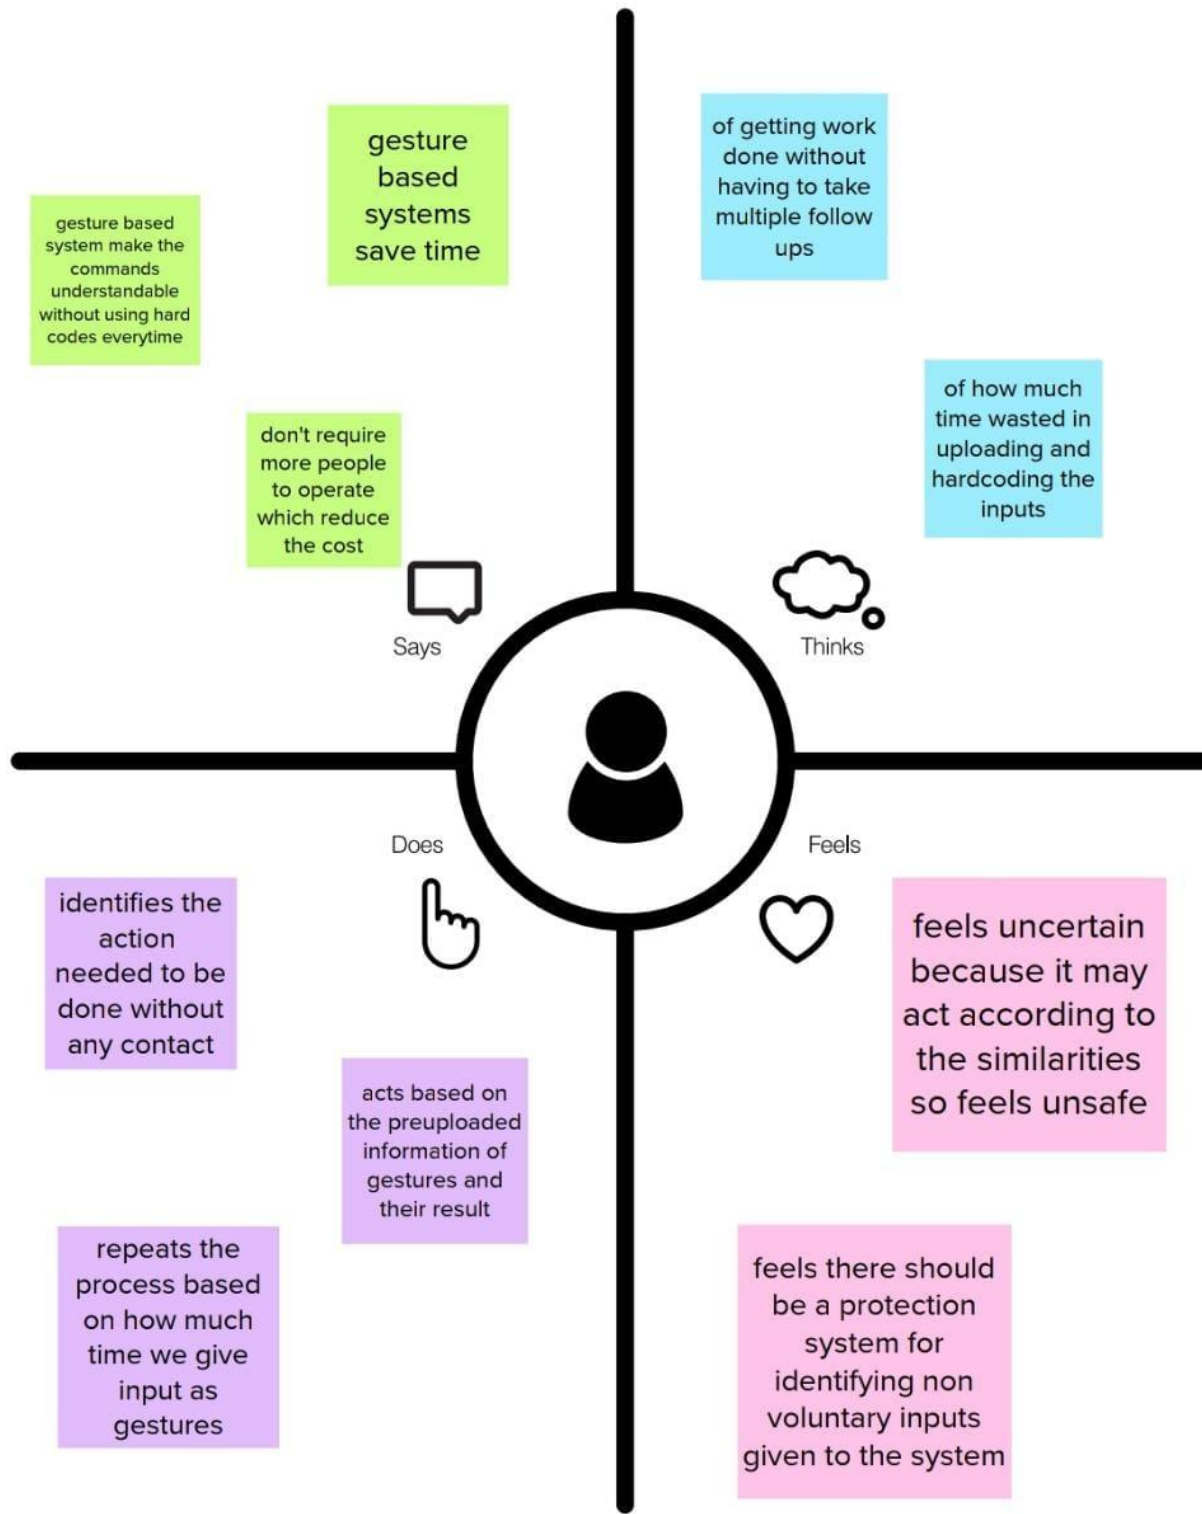 gesture
based
systems
save time
gesture based
system make the
commands
understandable
without using hard
codes everytime
don't require
more people
to operate
which reduce
the cost
Says
of getting work
done without
having to take
multiple follow
ups
of how much
time wasted in
uploading and
hardcoding the
inputs
Thinks
Does
identifies the
action
needed to be
done without
any contact
acts based on
the preuploaded
information of
gestures and
their result
repeats the
process based
on how much
time we give
input as
gestures
Feels
feels uncertain
because it may
act according to
the similarities
so feels unsafe
feels there should
be a protection
system for
identifying non
voluntary inputs
given to the system